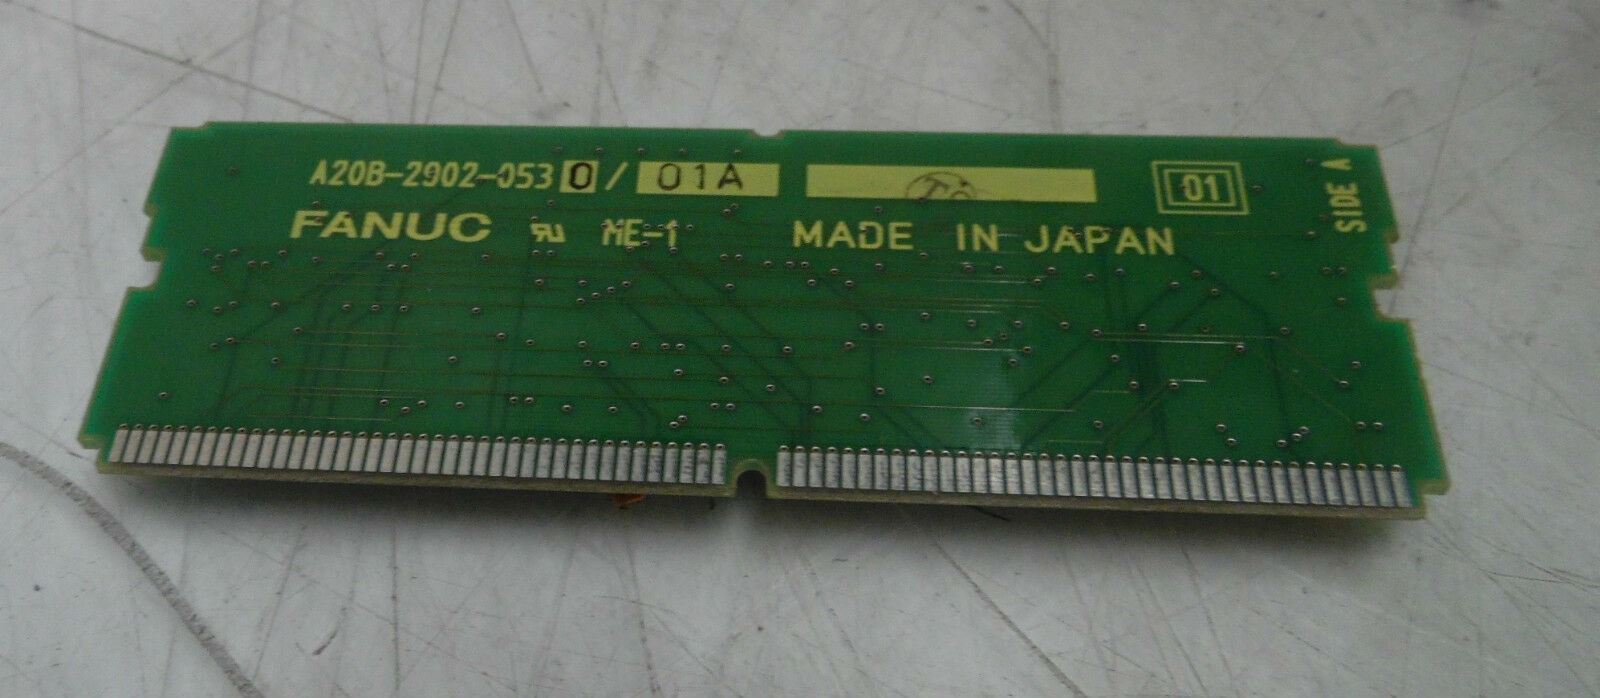 A20B-2902-0530/01A
FANUC ME-1 MADE IN JAPAN
01
SIDE A